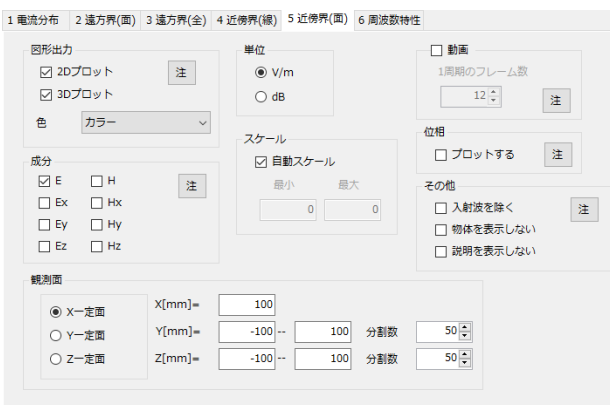 1 電流分布 2 遠方界(面) 3 遠方界(全) 4 近傍界(線) 5 近傍界(面) 6 周波数特性
図形出力
2Dプロット
注
3Dプロット
色 カラー
成分
E H
注
Ex Hx
Ey Hy
Ez Hz
単位
V/m
dB
スケール
自動スケール
最小 最大
0 0
動画
1周期のフレーム数
12
注
位相
プロットする
注
その他
入射波を除く
注
物体を表示しない
説明を表示しない
観測面
X一定面
Y一定面
Z一定面
X[mm]= 100
Y[mm]= -100 -- 100 分割数 50
Z[mm]= -100 -- 100 分割数 50